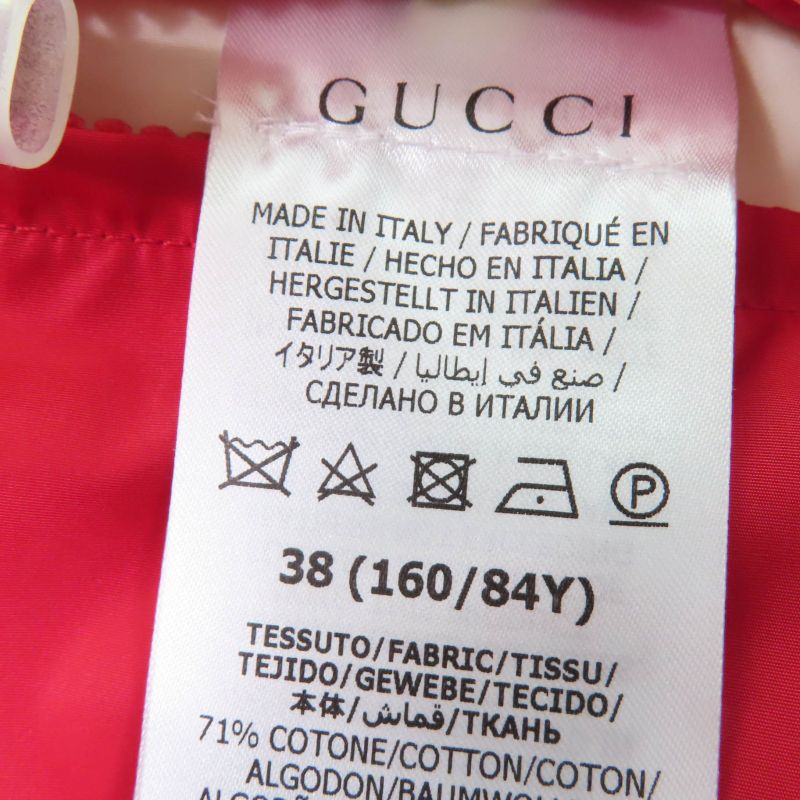 GUCCI
MADE IN ITALY / FABRIQUÉ EN
ITALIE / HECHO EN ITALIA /
HERGESTELLT IN ITALIEN /
FABRICADO EM ITÁLIA /
イタリア製 / صنع في إيطاليا /
СДЕЛАНО В ИТАЛИИ
P
38 (160/84Y)
TESSUTO/FABRIC/TISSU/
TEJIDO/GEWEBE/TECIDO/
本体/قماش/ТКАНЬ
71% COTONE/COTTON/COTON/
ALGODON/BAUMWOLLE/